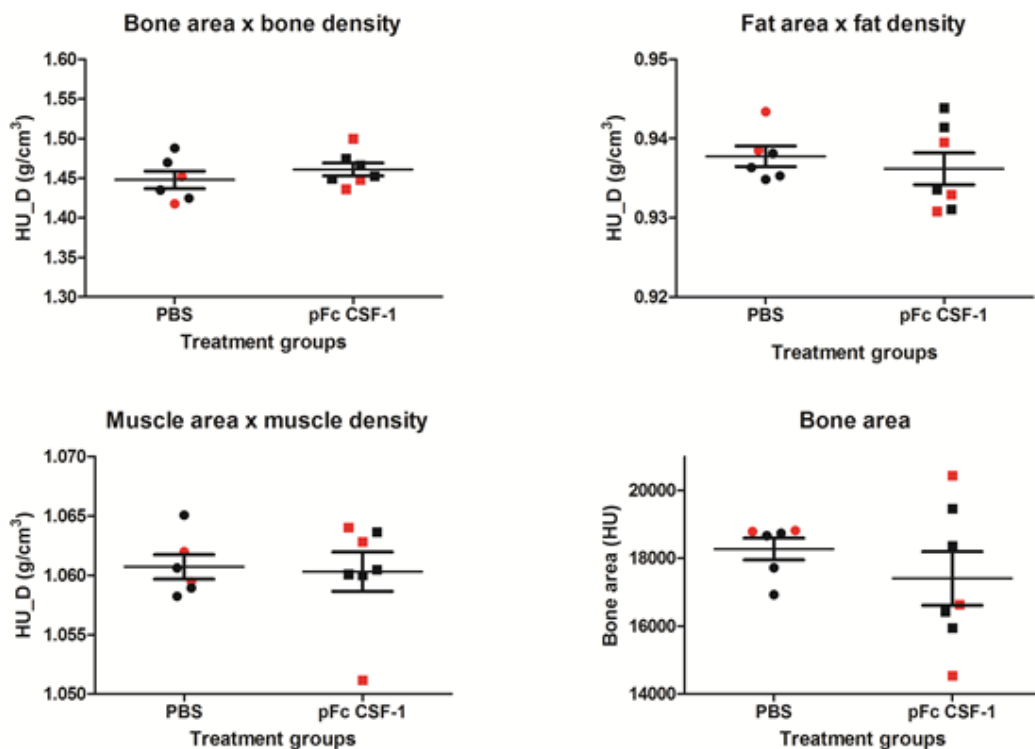 Bone area x bone density
HU_D (g/cm³)
1.60
1.55
1.50
1.45
1.40
1.35
1.30
PBS
pFc CSF-1
Treatment groups
Fat area x fat density
HU_D (g/cm³)
0.95
0.94
0.93
0.92
PBS
pFc CSF-1
Treatment groups
Muscle area x muscle density
HU_D (g/cm³)
1.070
1.065
1.060
1.055
1.050
PBS
pFc CSF-1
Treatment groups
Bone area
Bone area (HU)
20000
18000
16000
14000
PBS
pFc CSF-1
Treatment groups